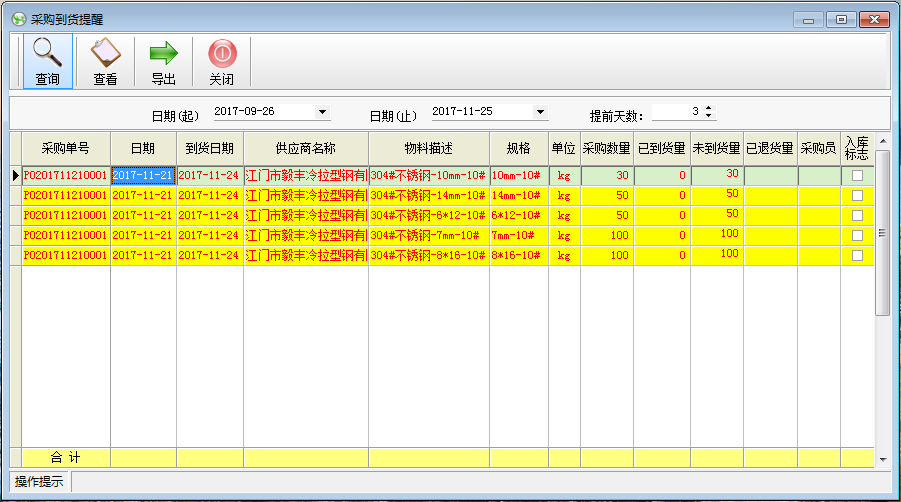 采购到货提醒
查询 查看 导出 关闭
日期(起) 2017-09-26 日期(止) 2017-11-25 提前天数: 3
采购单号 日期 到货日期 供应商名称 物料描述 规格 单位 采购数量 已到货量 未到货量 已退货量 采购员 入库标志
PO201711210001 2017-11-21 2017-11-24 江门市毅丰冷拉型钢有 304#不锈钢-10mm-10# 10mm-10# kg 30 0 30
PO201711210001 2017-11-21 2017-11-24 江门市毅丰冷拉型钢有 304#不锈钢-14mm-10# 14mm-10# kg 50 0 50
PO201711210001 2017-11-21 2017-11-24 江门市毅丰冷拉型钢有 304#不锈钢-6*12-10# 6*12-10# kg 50 0 50
PO201711210001 2017-11-21 2017-11-24 江门市毅丰冷拉型钢有 304#不锈钢-7mm-10# 7mm-10# kg 100 0 100
PO201711210001 2017-11-21 2017-11-24 江门市毅丰冷拉型钢有 304#不锈钢-8*16-10# 8*16-10# kg 100 0 100
合 计
操作提示